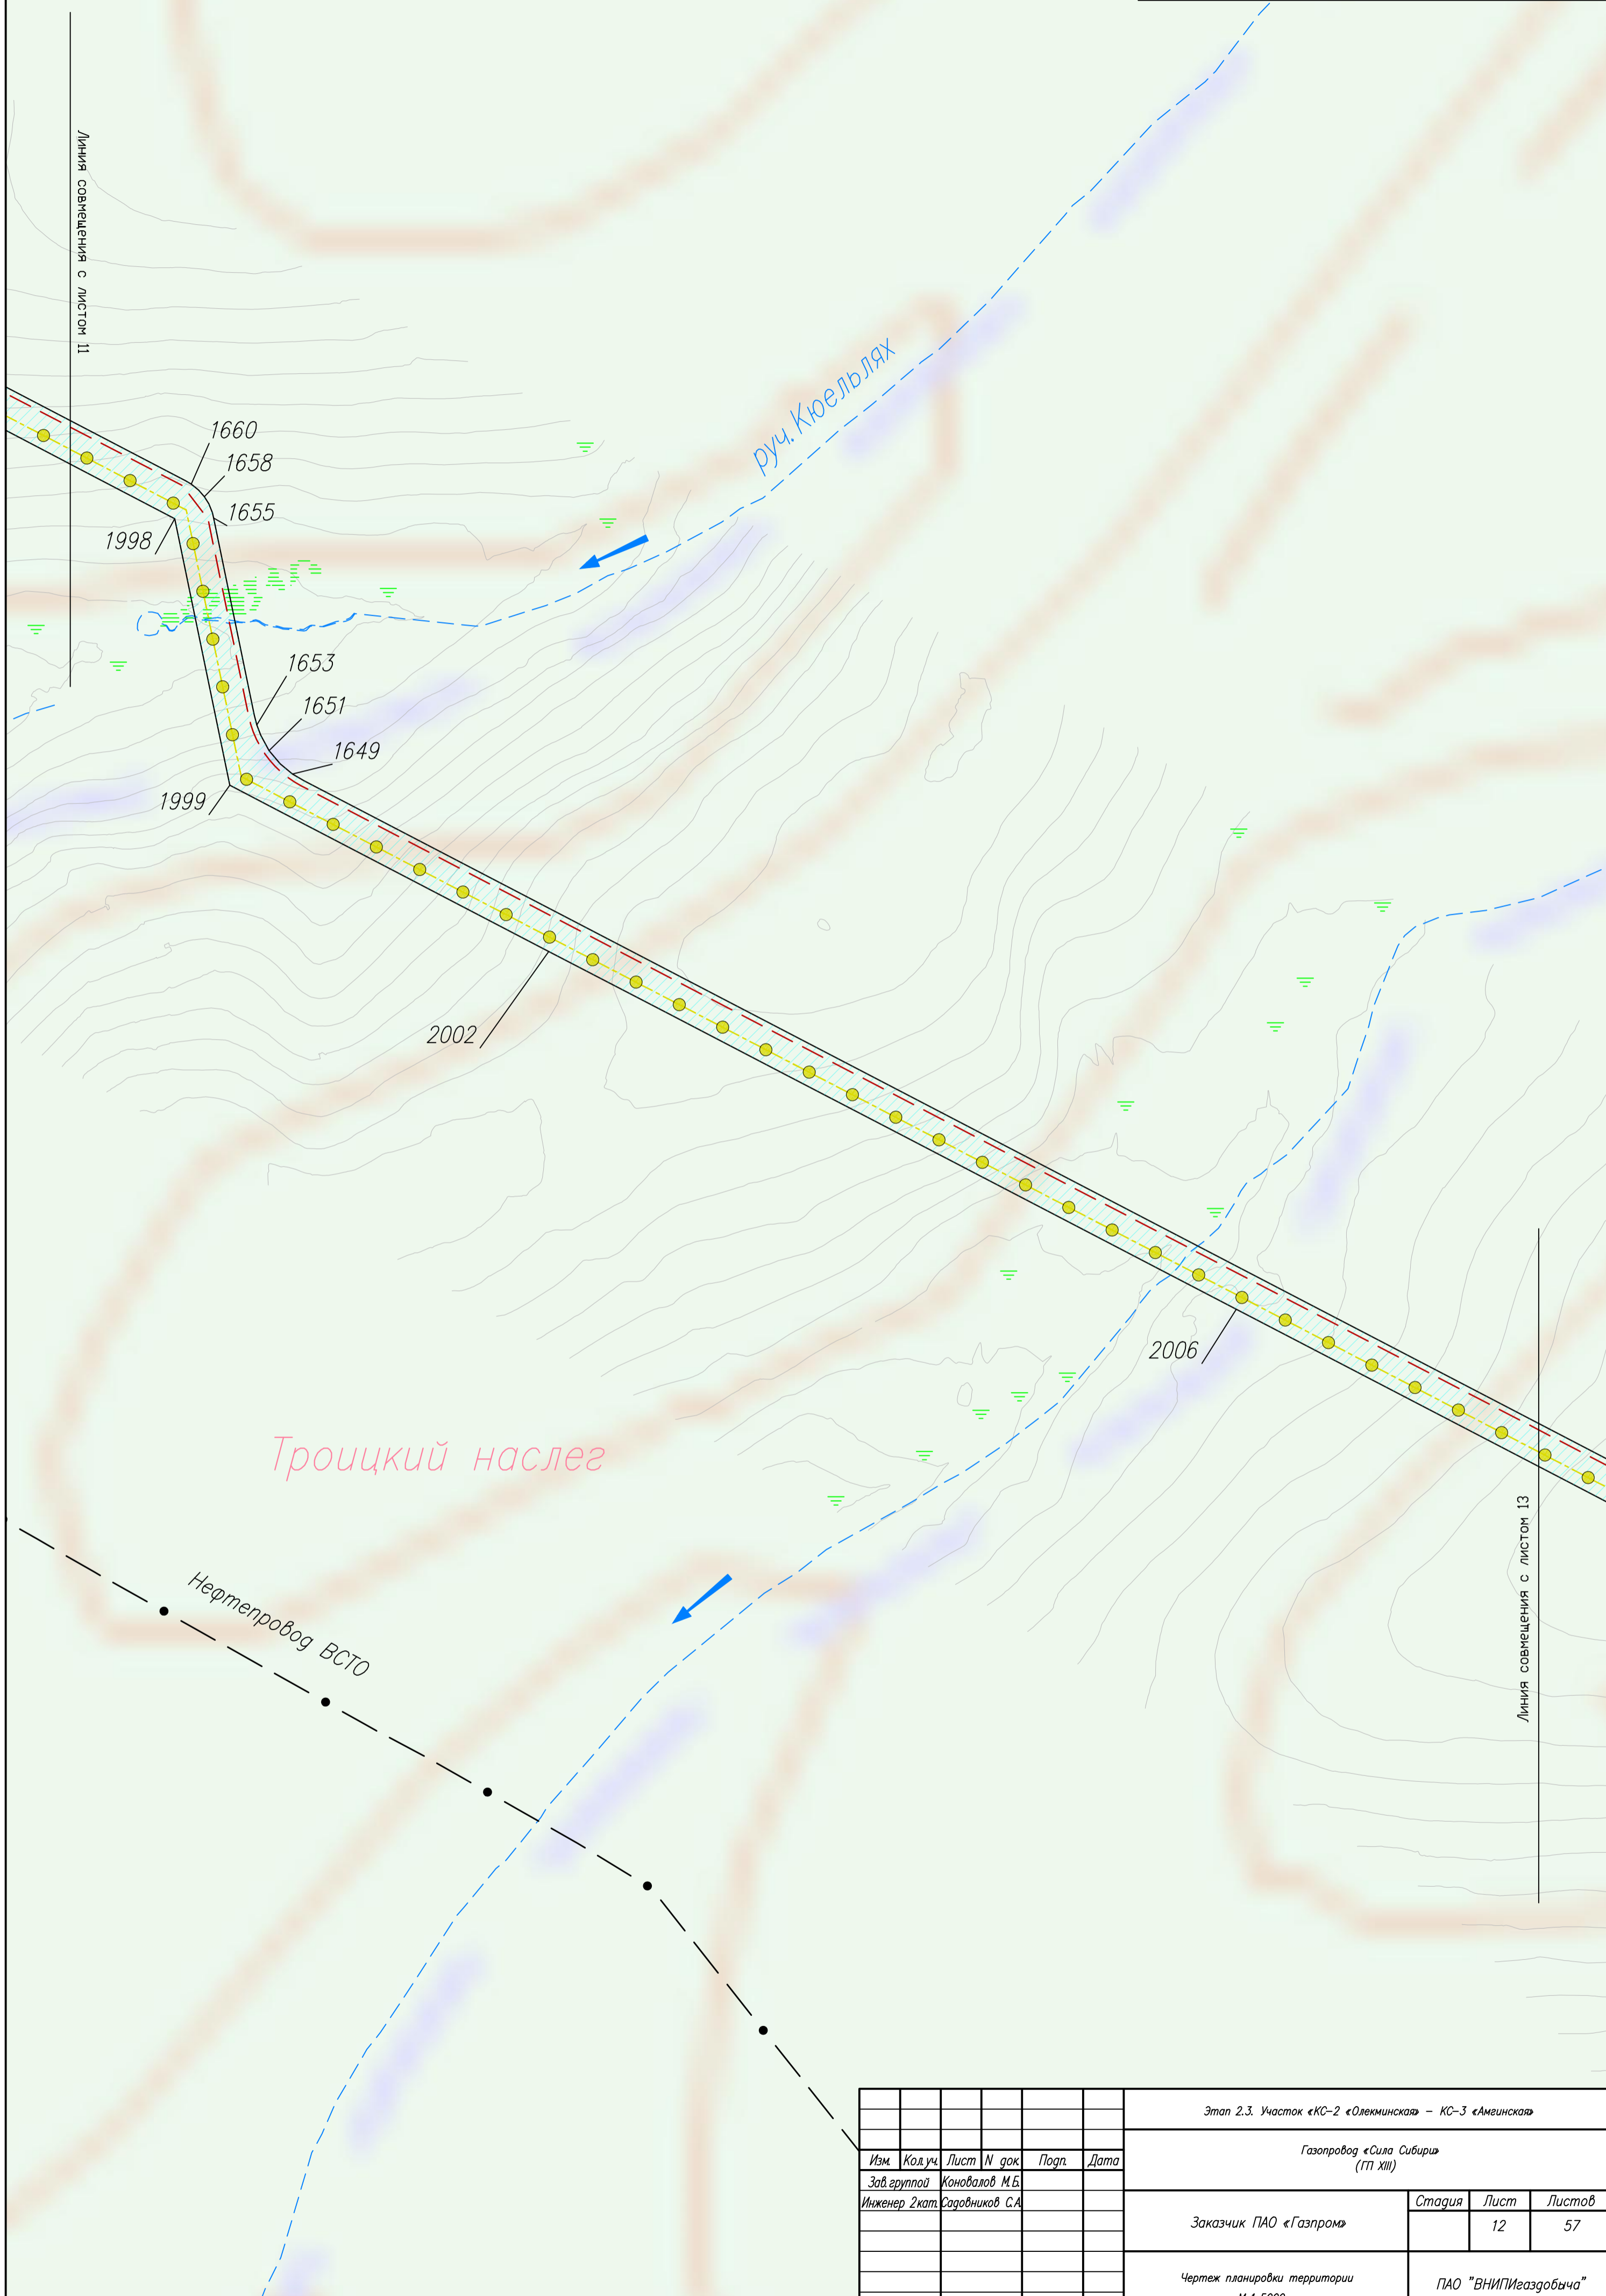 Линия совмещения с листом 11
руч. Кюельлях
1660
1658
1655
1998
1653
1651
1649
1999
2002
2006
Троицкий наслег
Линия совмещения с листом 13
Нефтепровод ВСТО
Этап 2.3. Участок «КС-2 «Олекминская» - КС-3 «Амгинская»
Газопровод «Сила Сибири»
(ГП XIII)
Изм. Кол.уч. Лист N док. Подп. Дата
Зав.группой Коновалов М.Б.
Инженер 2кат. Садовников С.А.
Заказчик ПАО «Газпром»
Стадия Лист Листов
12 57
Чертеж планировки территории
ПАО "ВНИПИгаздобыча"